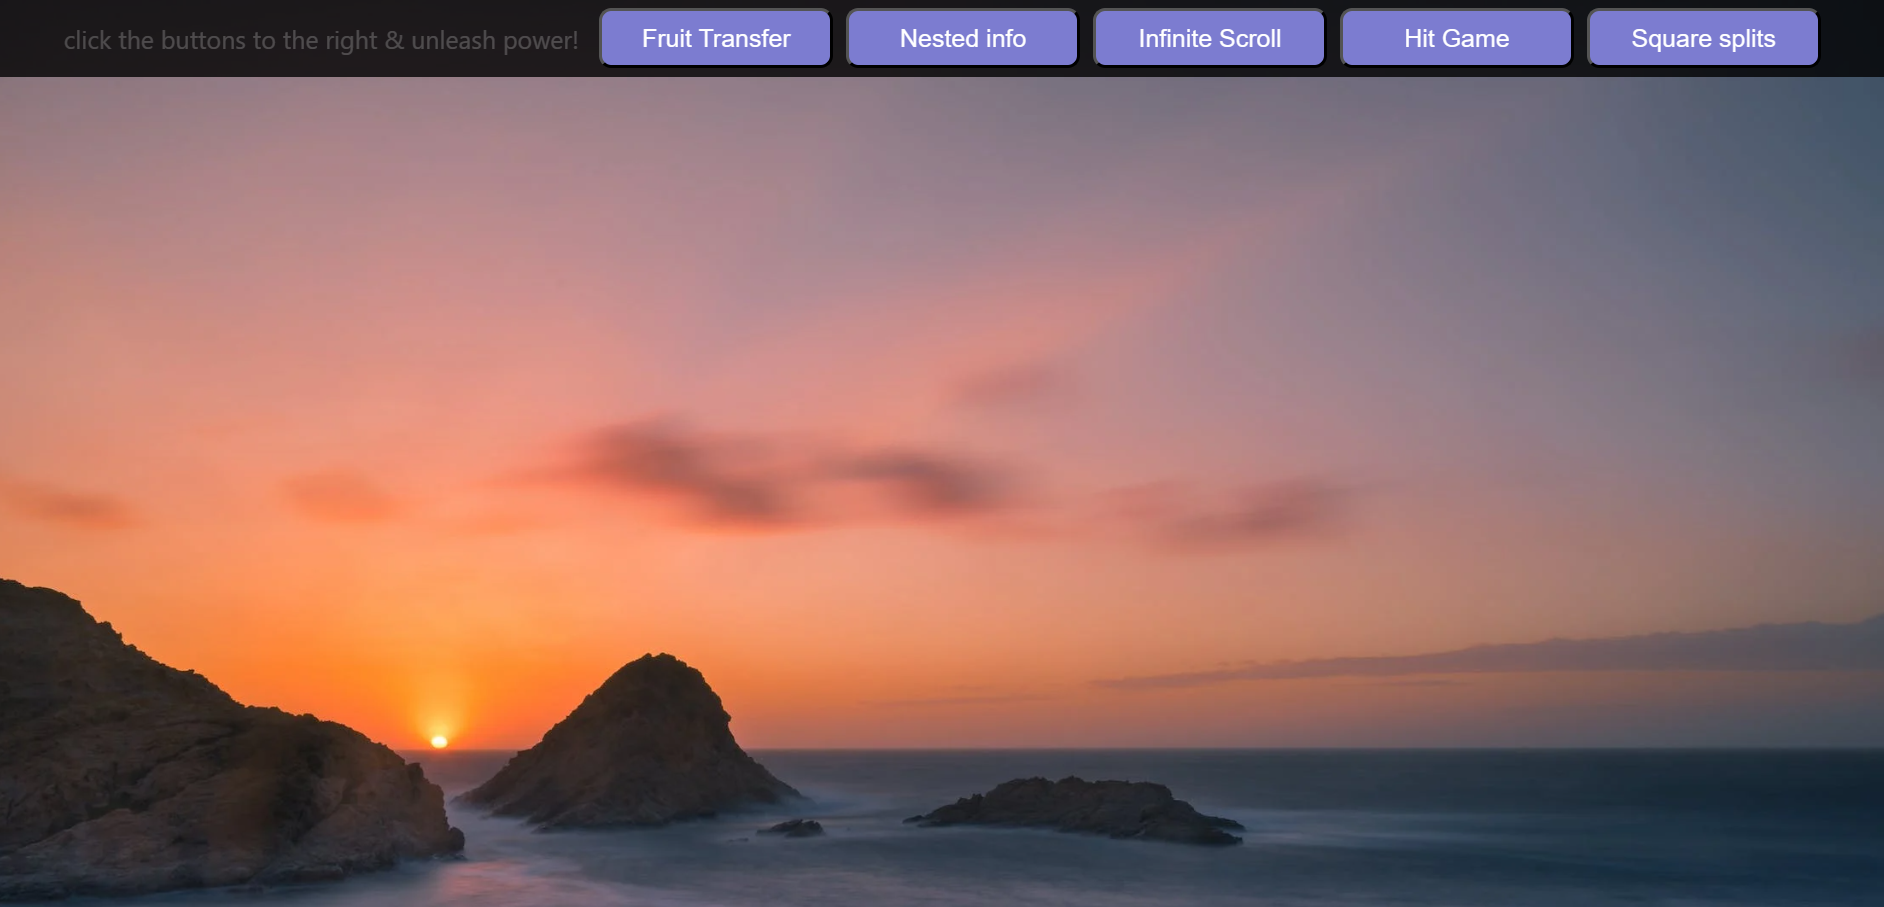 click the buttons to the right & unleash power!
Fruit Transfer
Nested info
Infinite Scroll
Hit Game
Square splits